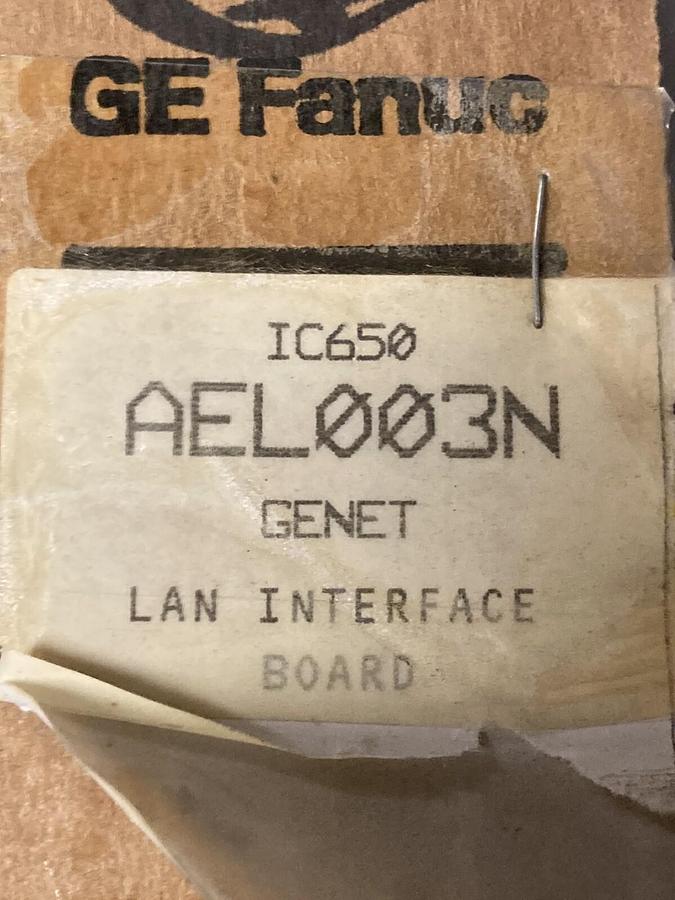 GE Fanuc
IC650
AEL003N
GENET
LAN INTERFACE
BOARD